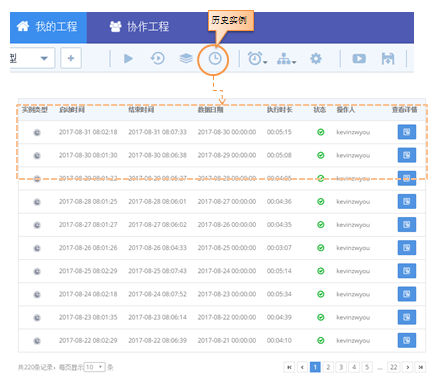 历史实例
我的工程 协作工程
型
实例类型 启动时间 结束时间 数据日期 执行时长 状态 操作人 查看详情
2017-08-31 08:02:18 2017-08-31 08:07:33 2017-08-30 00:00:00 00:05:15 kevinzwyou
2017-08-30 08:01:30 2017-08-30 08:06:38 2017-08-29 00:00:00 00:05:08 kevinzwyou
2017-08-29 08:01:22 2017-08-28 00:00:00 00:04:05 kevinzwyou
2017-08-28 08:01:25 2017-08-28 08:06:01 2017-08-27 00:00:00 00:04:36 kevinzwyou
2017-08-27 08:01:27 2017-08-27 08:06:02 2017-08-26 00:00:00 00:04:35 kevinzwyou
2017-08-26 08:01:26 2017-08-26 08:04:33 2017-08-25 00:00:00 00:03:07 kevinzwyou
2017-08-25 08:02:29 2017-08-25 08:07:43 2017-08-24 00:00:00 00:05:14 kevinzwyou
2017-08-24 08:02:18 2017-08-24 08:07:52 2017-08-23 00:00:00 00:05:34 kevinzwyou
2017-08-23 08:01:35 2017-08-23 08:06:14 2017-08-22 00:00:00 00:04:39 kevinzwyou
2017-08-22 08:02:29 2017-08-22 08:06:39 2017-08-21 00:00:00 00:04:10 kevinzwyou
共220条记录，每页显示 10 条 1 2 3 4 5 ... 22